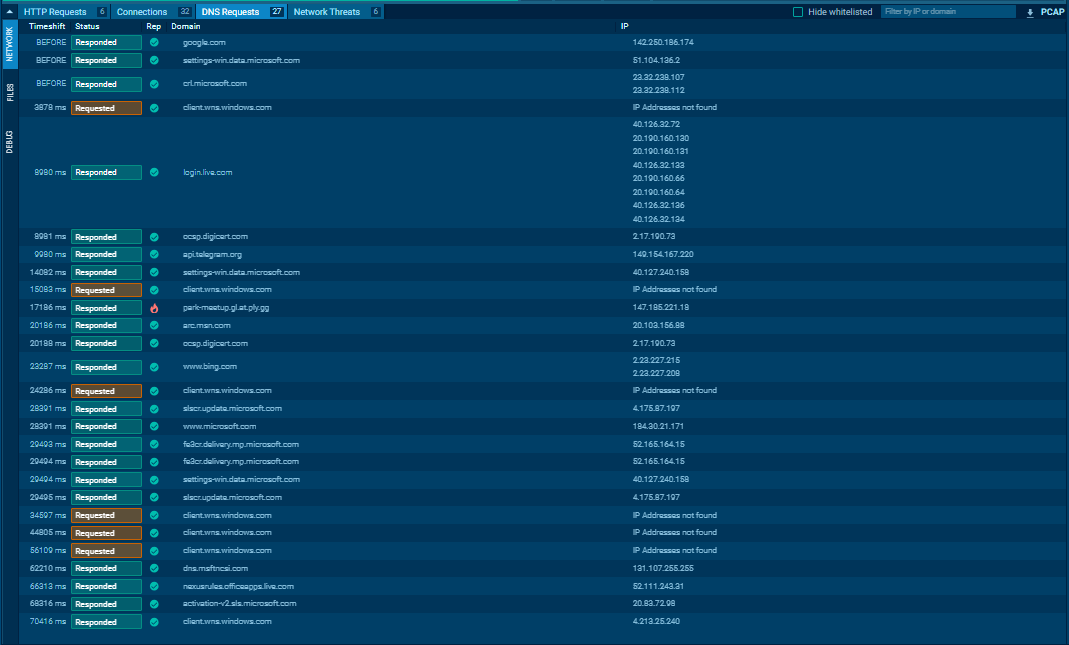 HTTP Requests 6 Connections 32 DNS Requests 27 Network Threats 6 Hide whitelisted Filter by IP or domain PCAP
NETWORK
FILES
DEBUG
Timeshift Status Rep Domain IP
BEFORE Responded google.com 142.250.186.174
BEFORE Responded settings-win.data.microsoft.com 51.104.136.2
BEFORE Responded crl.microsoft.com 23.32.238.107
23.32.238.112
3878 ms Requested client.wns.windows.com IP Addresses not found
8980 ms Responded login.live.com 40.126.32.72
20.190.160.130
20.190.160.131
40.126.32.133
20.190.160.66
20.190.160.64
40.126.32.136
40.126.32.134
8981 ms Responded ocsp.digicert.com 2.17.190.73
9980 ms Responded api.telegram.org 149.154.167.220
14082 ms Responded settings-win.data.microsoft.com 40.127.240.158
15083 ms Requested client.wns.windows.com IP Addresses not found
17186 ms Responded park-meetup.gl.at.ply.gg 147.185.221.18
20186 ms Responded arc.msn.com 20.103.156.88
20188 ms Responded ocsp.digicert.com 2.17.190.73
23287 ms Responded www.bing.com 2.23.227.215
2.23.227.208
24286 ms Requested client.wns.windows.com IP Addresses not found
28391 ms Responded slscr.update.microsoft.com 4.175.87.197
28391 ms Responded www.microsoft.com 184.30.21.171
29493 ms Responded fe3cr.delivery.mp.microsoft.com 52.165.164.15
29494 ms Responded fe3cr.delivery.mp.microsoft.com 52.165.164.15
29494 ms Responded settings-win.data.microsoft.com 40.127.240.158
29495 ms Responded slscr.update.microsoft.com 4.175.87.197
34597 ms Requested client.wns.windows.com IP Addresses not found
44805 ms Requested client.wns.windows.com IP Addresses not found
56109 ms Requested client.wns.windows.com IP Addresses not found
62210 ms Responded dns.msftncsi.com 131.107.255.255
66313 ms Responded nexusrules.officeapps.live.com 52.111.243.31
68316 ms Responded activation-v2.sls.microsoft.com 20.83.72.98
70416 ms Responded client.wns.windows.com 4.213.25.240